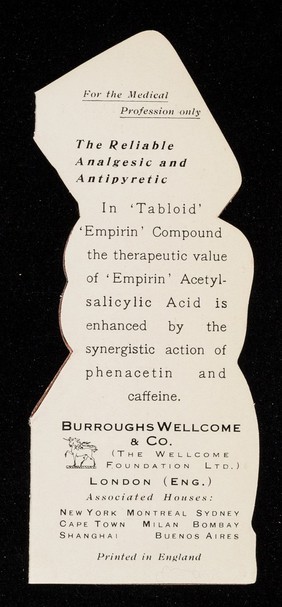 For the Medical
Profession only
The Reliable
Analgesic and
Antipyretic
In 'Tabloid'
'Empirin' Compound
the therapeutic value
of 'Empirin' Acetyl-
salicylic Acid is
enhanced by the
synergistic action of
phenacetin and
caffeine.
BURROUGHS WELLCOME
& CO.
(THE WELLCOME
FOUNDATION LTD.)
LONDON (ENG.)
Associated Houses:
NEW YORK MONTREAL SYDNEY
CAPE TOWN MILAN BOMBAY
SHANGHAI BUENOS AIRES
Printed in England